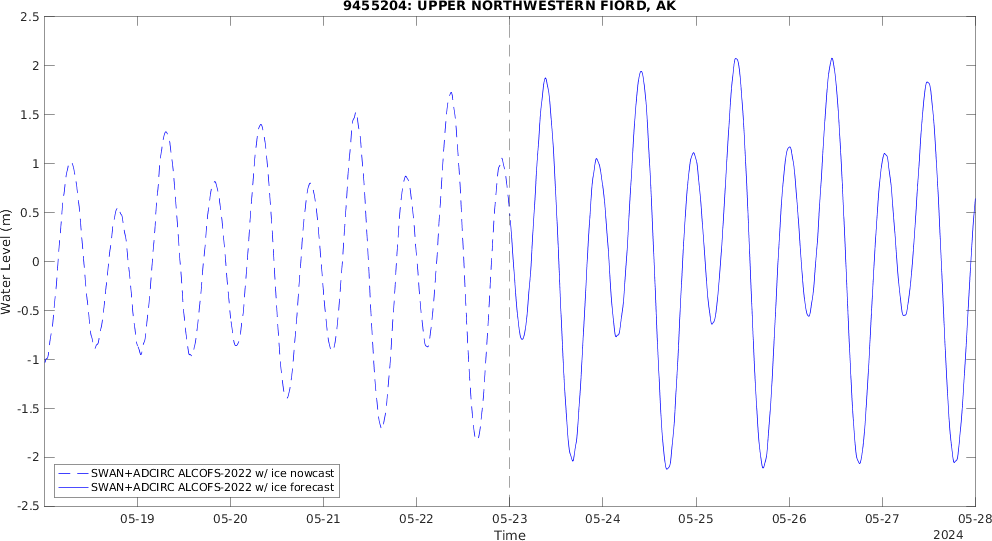 9455204: UPPER NORTHWESTERN FIORD, AK
2.5
2
1.5
1
0.5
0
-0.5
-1
-1.5
-2
-2.5
Water Level (m)
SWAN+ADCIRC ALCOFS-2022 w/ ice nowcast
SWAN+ADCIRC ALCOFS-2022 w/ ice forecast
05-19 05-20 05-21 05-22 05-23 05-24 05-25 05-26 05-27 05-28
Time
2024